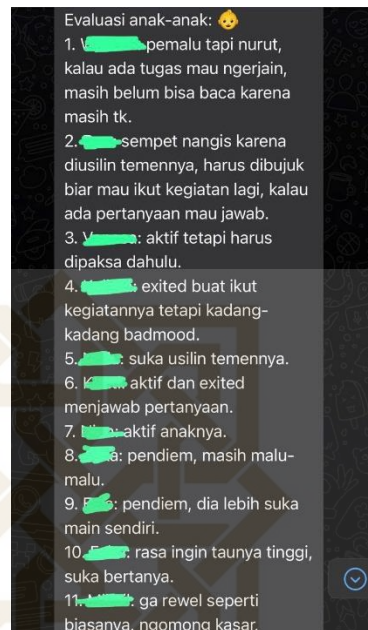 Evaluasi anak-anak: 👶
1. pemalu tapi nurut,
kalau ada tugas mau ngerjain,
masih belum bisa baca karena
masih tk.
2. sempet nangis karena
diusilin temennya, harus dibujuk
biar mau ikut kegiatan lagi, kalau
ada pertanyaan mau jawab.
3. : aktif tetapi harus
dipaksa dahulu.
4. : exited buat ikut
kegiatannya tetapi kadang-
kadang badmood.
5. : suka usilin temennya.
6. aktif dan exited
menjawab pertanyaan.
7. aktif anaknya.
8. : pendiem, masih malu-
malu.
9. : pendiem, dia lebih suka
main sendiri.
10. : rasa ingin taunya tinggi,
suka bertanya.
11. : ga rewel seperti
biasanya, ngomong kasar,